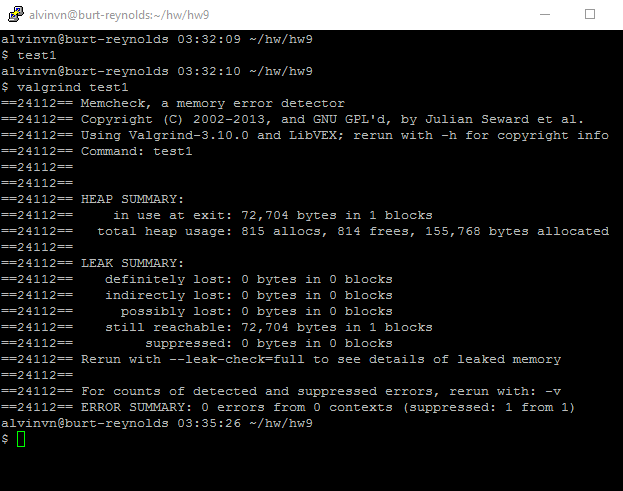 alvinvn@burt-reynolds:~/hw/hw9
alvinvn@burt-reynolds 03:32:09 ~/hw/hw9
$ test1
alvinvn@burt-reynolds 03:32:10 ~/hw/hw9
$ valgrind test1
==24112== Memcheck, a memory error detector
==24112== Copyright (C) 2002-2013, and GNU GPL'd, by Julian Seward et al.
==24112== Using Valgrind-3.10.0 and LibVEX; rerun with -h for copyright info
==24112== Command: test1
==24112==
==24112==
==24112== HEAP SUMMARY:
==24112==     in use at exit: 72,704 bytes in 1 blocks
==24112==   total heap usage: 815 allocs, 814 frees, 155,768 bytes allocated
==24112==
==24112== LEAK SUMMARY:
==24112==    definitely lost: 0 bytes in 0 blocks
==24112==    indirectly lost: 0 bytes in 0 blocks
==24112==      possibly lost: 0 bytes in 0 blocks
==24112==    still reachable: 72,704 bytes in 1 blocks
==24112==         suppressed: 0 bytes in 0 blocks
==24112== Rerun with --leak-check=full to see details of leaked memory
==24112==
==24112== For counts of detected and suppressed errors, rerun with: -v
==24112== ERROR SUMMARY: 0 errors from 0 contexts (suppressed: 1 from 1)
alvinvn@burt-reynolds 03:35:26 ~/hw/hw9
$